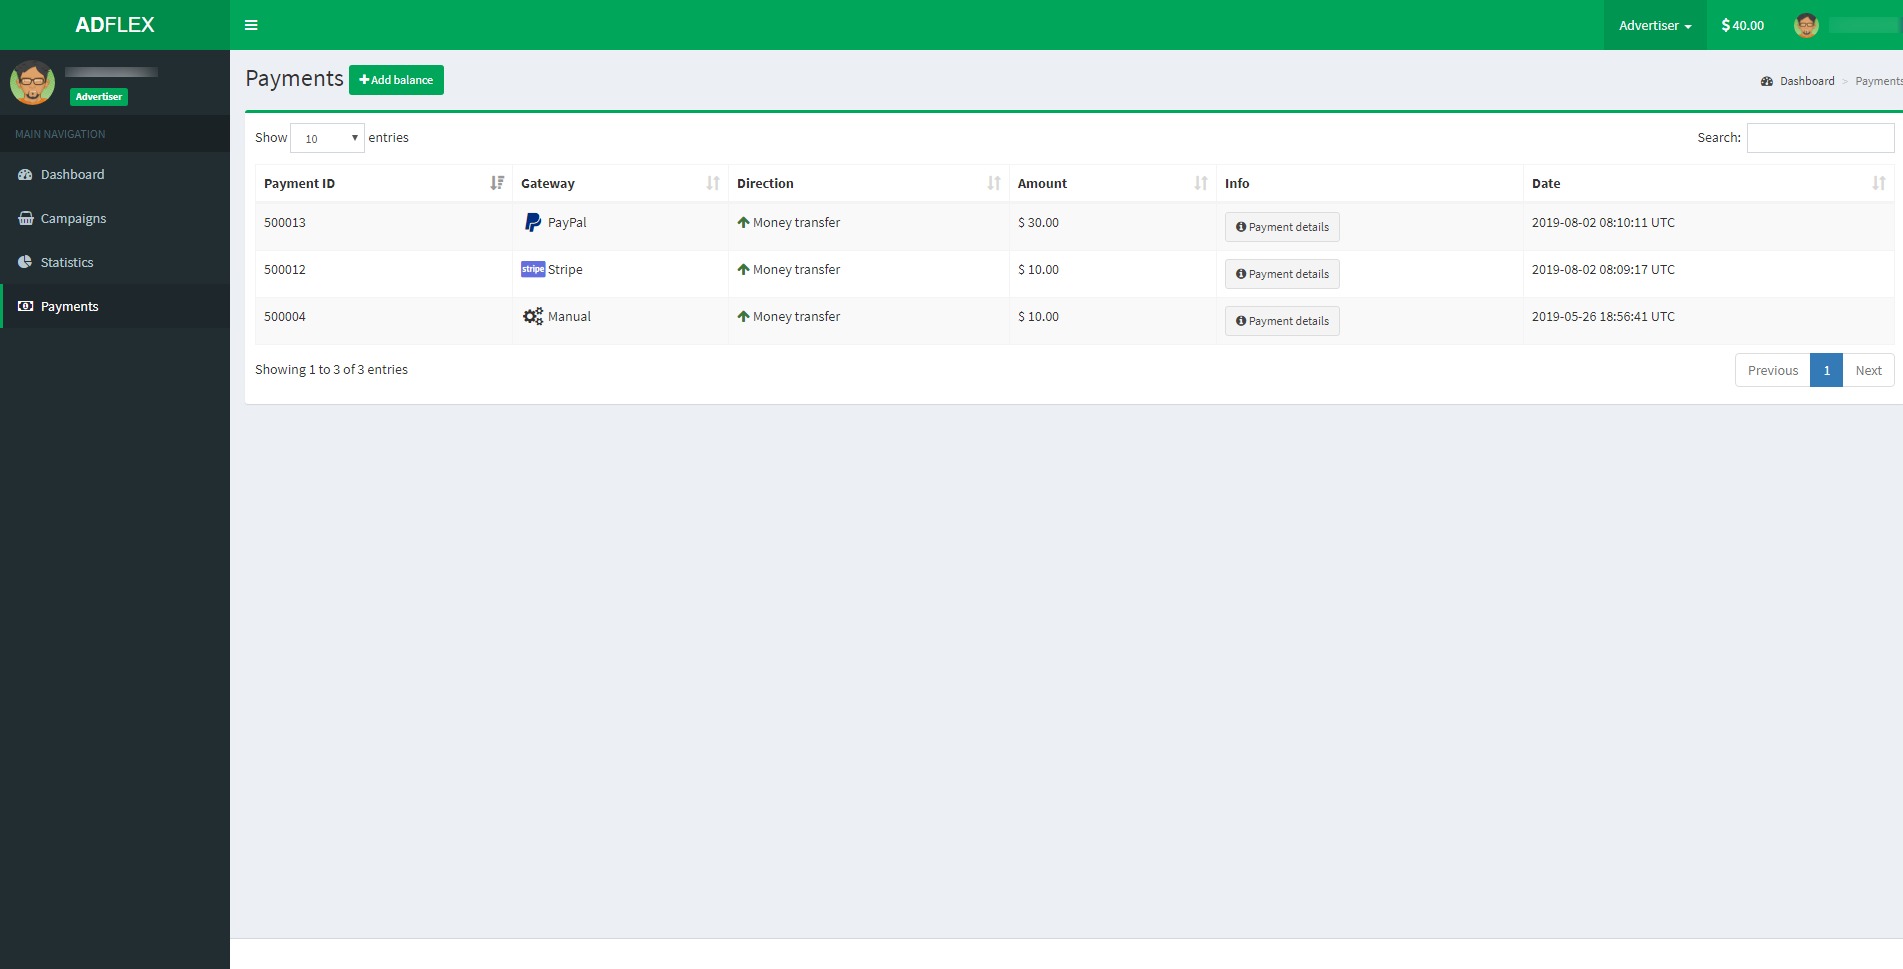 ADFLEX
Advertiser
$ 40.00
Advertiser
MAIN NAVIGATION
Dashboard
Campaigns
Statistics
Payments
Payments
Add balance
Dashboard > Payments
Show 10 entries
Search:
Payment ID Gateway Direction Amount Info Date
500013 PayPal Money transfer $ 30.00 Payment details 2019-08-02 08:10:11 UTC
500012 stripe Stripe Money transfer $ 10.00 Payment details 2019-08-02 08:09:17 UTC
500004 Manual Money transfer $ 10.00 Payment details 2019-05-26 18:56:41 UTC
Showing 1 to 3 of 3 entries
Previous 1 Next